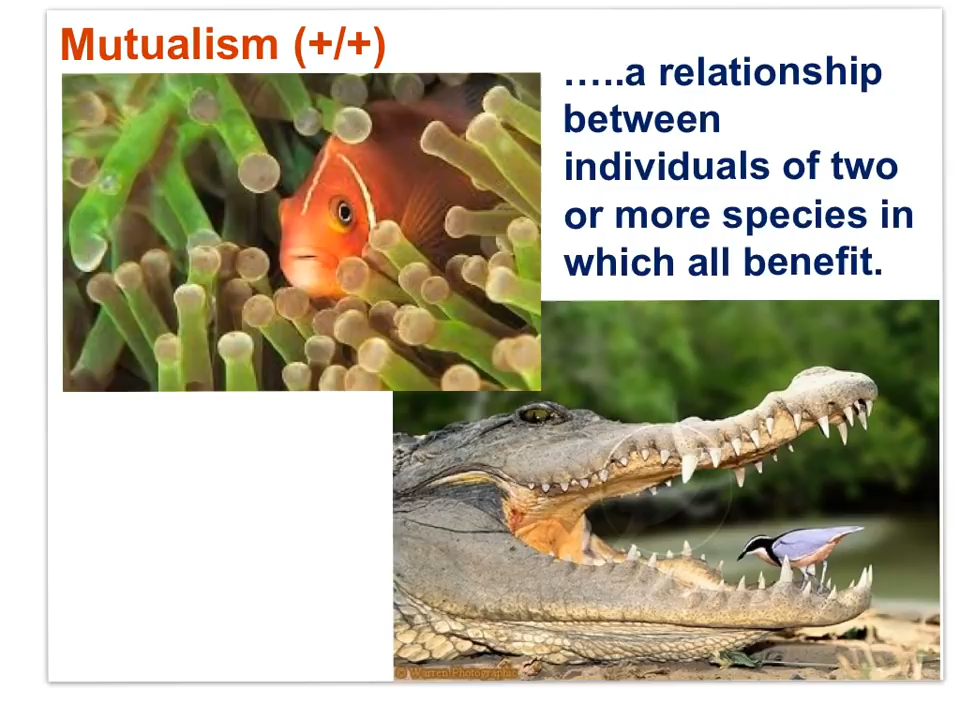 Mutualism (+/+)
…..a relationship
between
individuals of two
or more species in
which all benefit.
© Warren Photographic